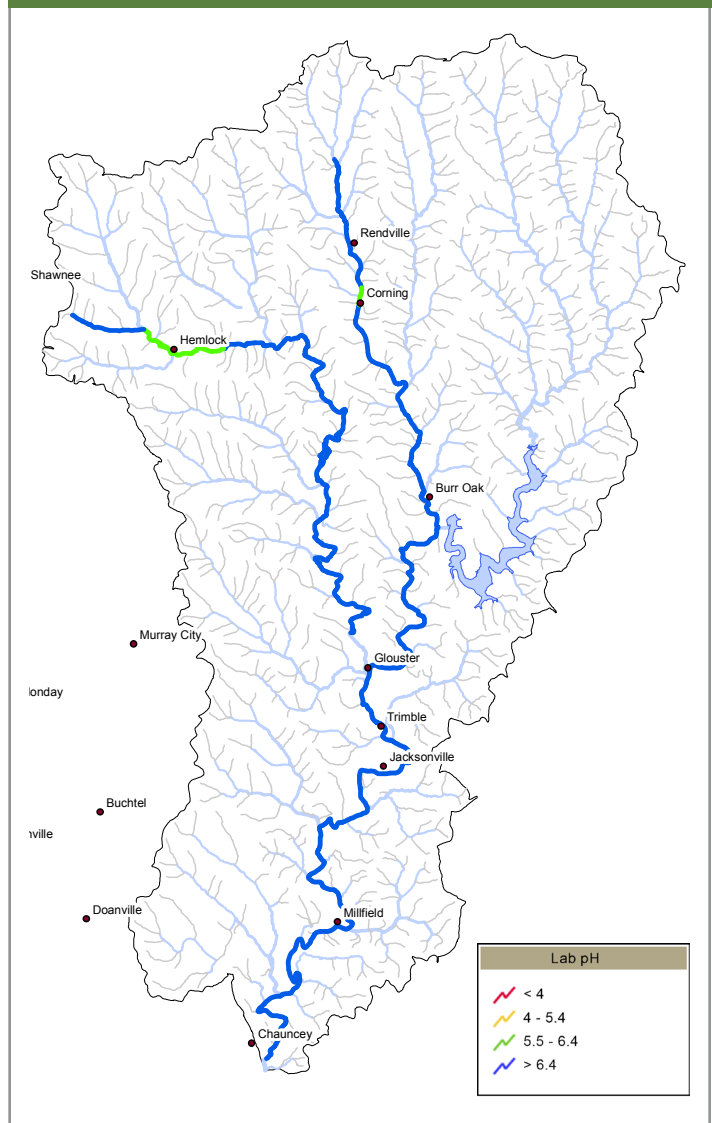 Rendville
Shawnee
Corning
Hemlock
Burr Oak
Murray City
Glouster
londay
Trimble
Jacksonville
Buchtel
nville
Doanville
Millfield
Chauncey
Lab pH
< 4
4 - 5.4
5.5 - 6.4
> 6.4